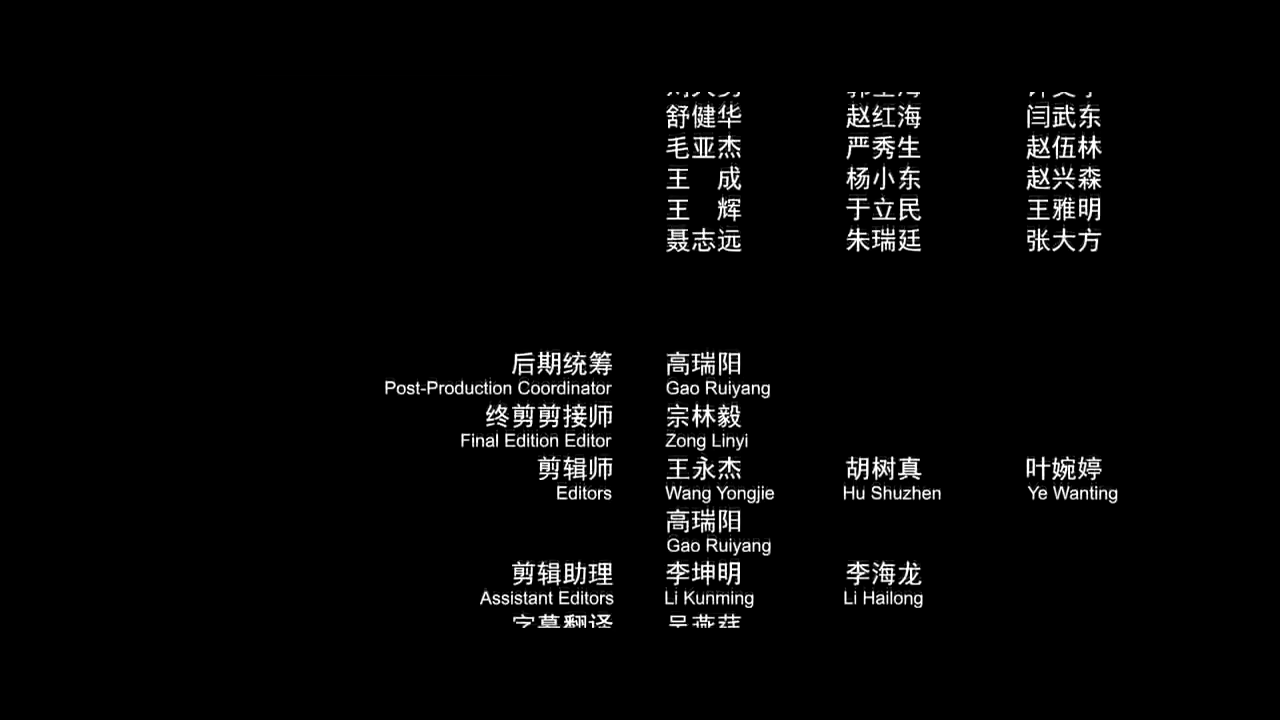 舒健华 赵红海 闫武东
毛亚杰 严秀生 赵伍林
王 成 杨小东 赵兴森
王 辉 于立民 王雅明
聂志远 朱瑞廷 张大方
后期统筹 高瑞阳
Post-Production Coordinator Gao Ruiyang
终剪剪接师 宗林毅
Final Edition Editor Zong Linyi
剪辑师 王永杰 胡树真 叶婉婷
Editors Wang Yongjie Hu Shuzhen Ye Wanting
高瑞阳
Gao Ruiyang
剪辑助理 李坤明 李海龙
Assistant Editors Li Kunming Li Hailong
字幕翻译